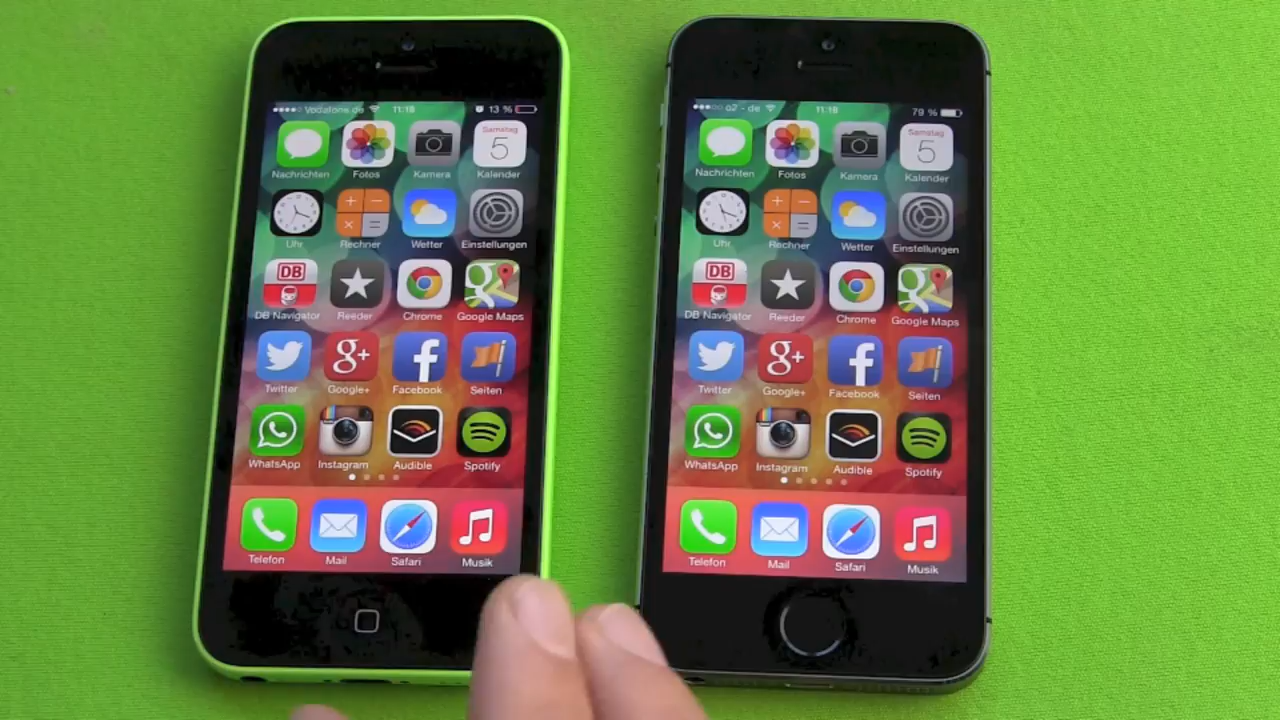 Vodafone.de 11:18 13 %
Samstag
5
Nachrichten Fotos Kamera Kalender
Uhr Rechner Wetter Einstellungen
DB
DB Navigator Reeder Chrome Google Maps
g+
Twitter Google+ Facebook Seiten
WhatsApp Instagram Audible Spotify
Telefon Mail Safari Musik
o2 - de 11:18 79 %
Samstag
5
Nachrichten Fotos Kamera Kalender
Uhr Rechner Wetter Einstellungen
DB
DB Navigator Reeder Chrome Google Maps
g+
Twitter Google+ Facebook Seiten
WhatsApp Instagram Audible Spotify
Telefon Mail Safari Musik